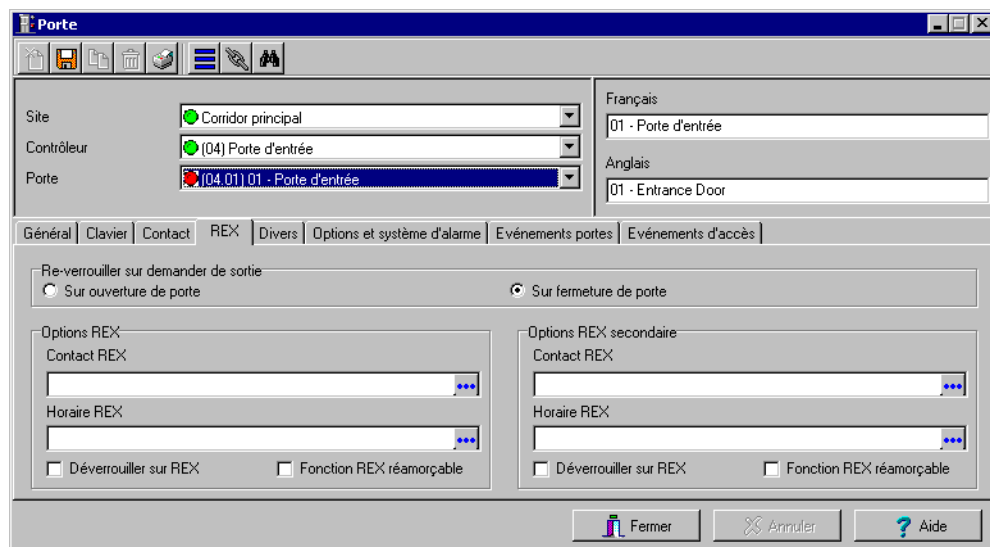 Porte
Site
Corridor principal
Français
01 - Porte d'entrée
Contrôleur
(04) Porte d'entrée
Anglais
Porte
(04.01) 01 - Porte d'entrée
01 - Entrance Door
Général Clavier Contact REX Divers Options et système d'alarme Evénements portes Evénements d'accès
Re-verrouiller sur demander de sortie
Sur ouverture de porte Sur fermeture de porte
Options REX Options REX secondaire
Contact REX Contact REX
Horaire REX Horaire REX
Déverrouiller sur REX Fonction REX réamorçable Déverrouiller sur REX Fonction REX réamorçable
Fermer Annuler Aide